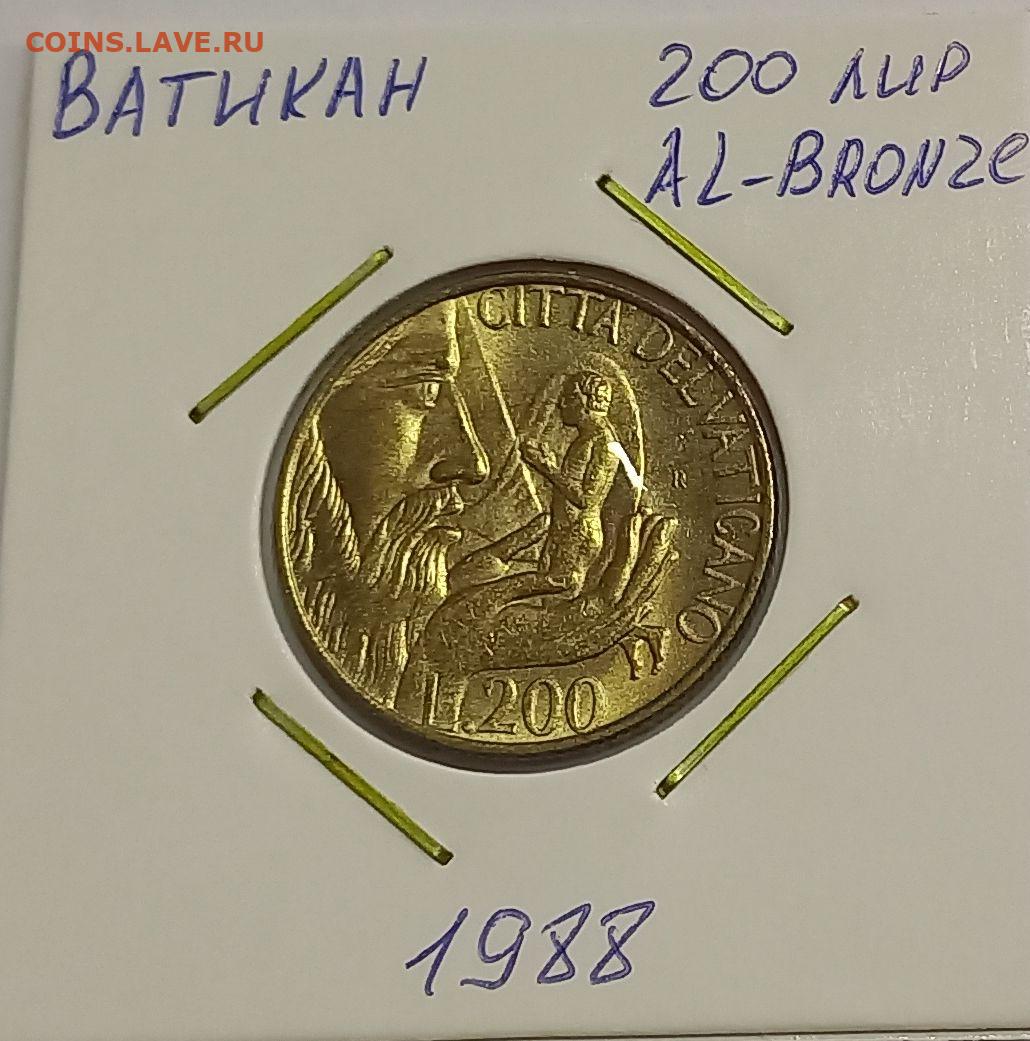 COINS.LAVE.RU
ВАТИКАН
200 ЛИР
AL-BRONZE
CITTA DEL VATICANO
R
L.200
1988